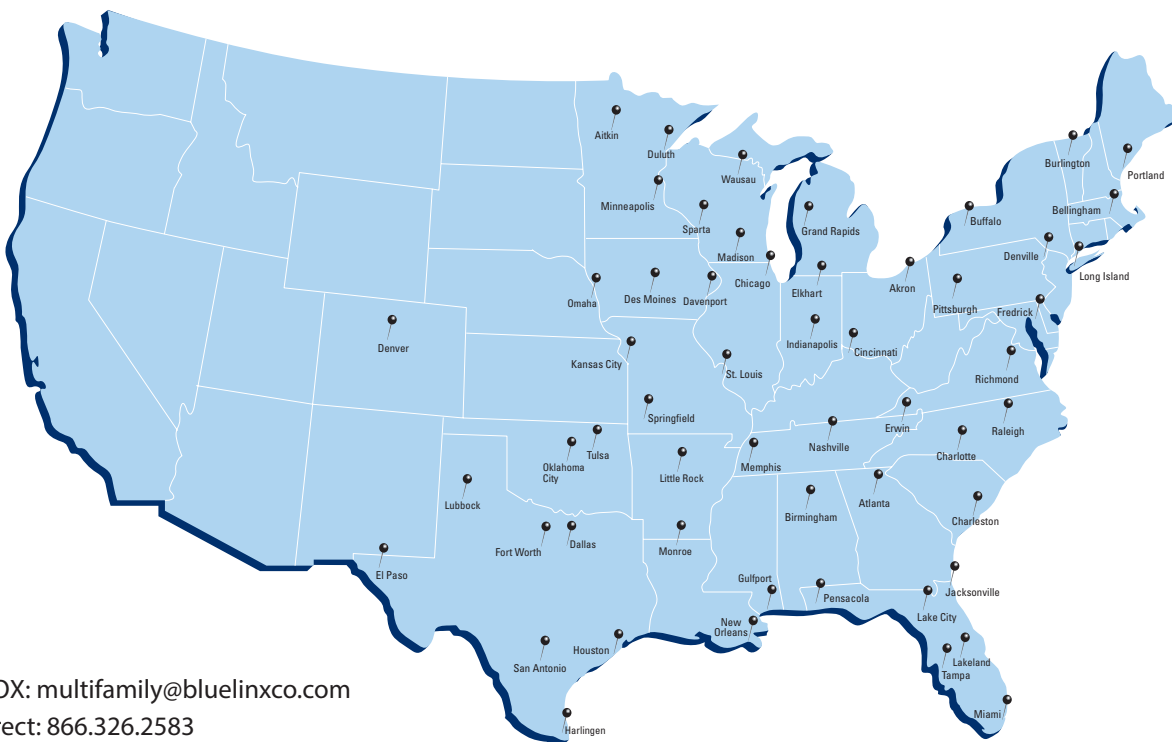 Aitkin
Duluth
Burlington
Portland
Wausau
Minneapolis
Bellingham
Sparta
Grand Rapids
Buffalo
Madison
Denville
Long Island
Chicago
Elkhart
Akron
Pittsburgh
Fredrick
Omaha
Des Moines
Davenport
Denver
Indianapolis
Cincinnati
Kansas City
St. Louis
Richmond
Springfield
Nashville
Erwin
Raleigh
Tulsa
Oklahoma
City
Little Rock
Memphis
Charlotte
Lubbock
Atlanta
Birmingham
Charleston
Fort Worth
Dallas
Monroe
El Paso
Gulfport
Pensacola
Jacksonville
Lake City
New
Orleans
Houston
San Antonio
Lakeland
Tampa
Miami
Harlingen
OX: multifamily@bluelinxco.com
rect: 866.326.2583